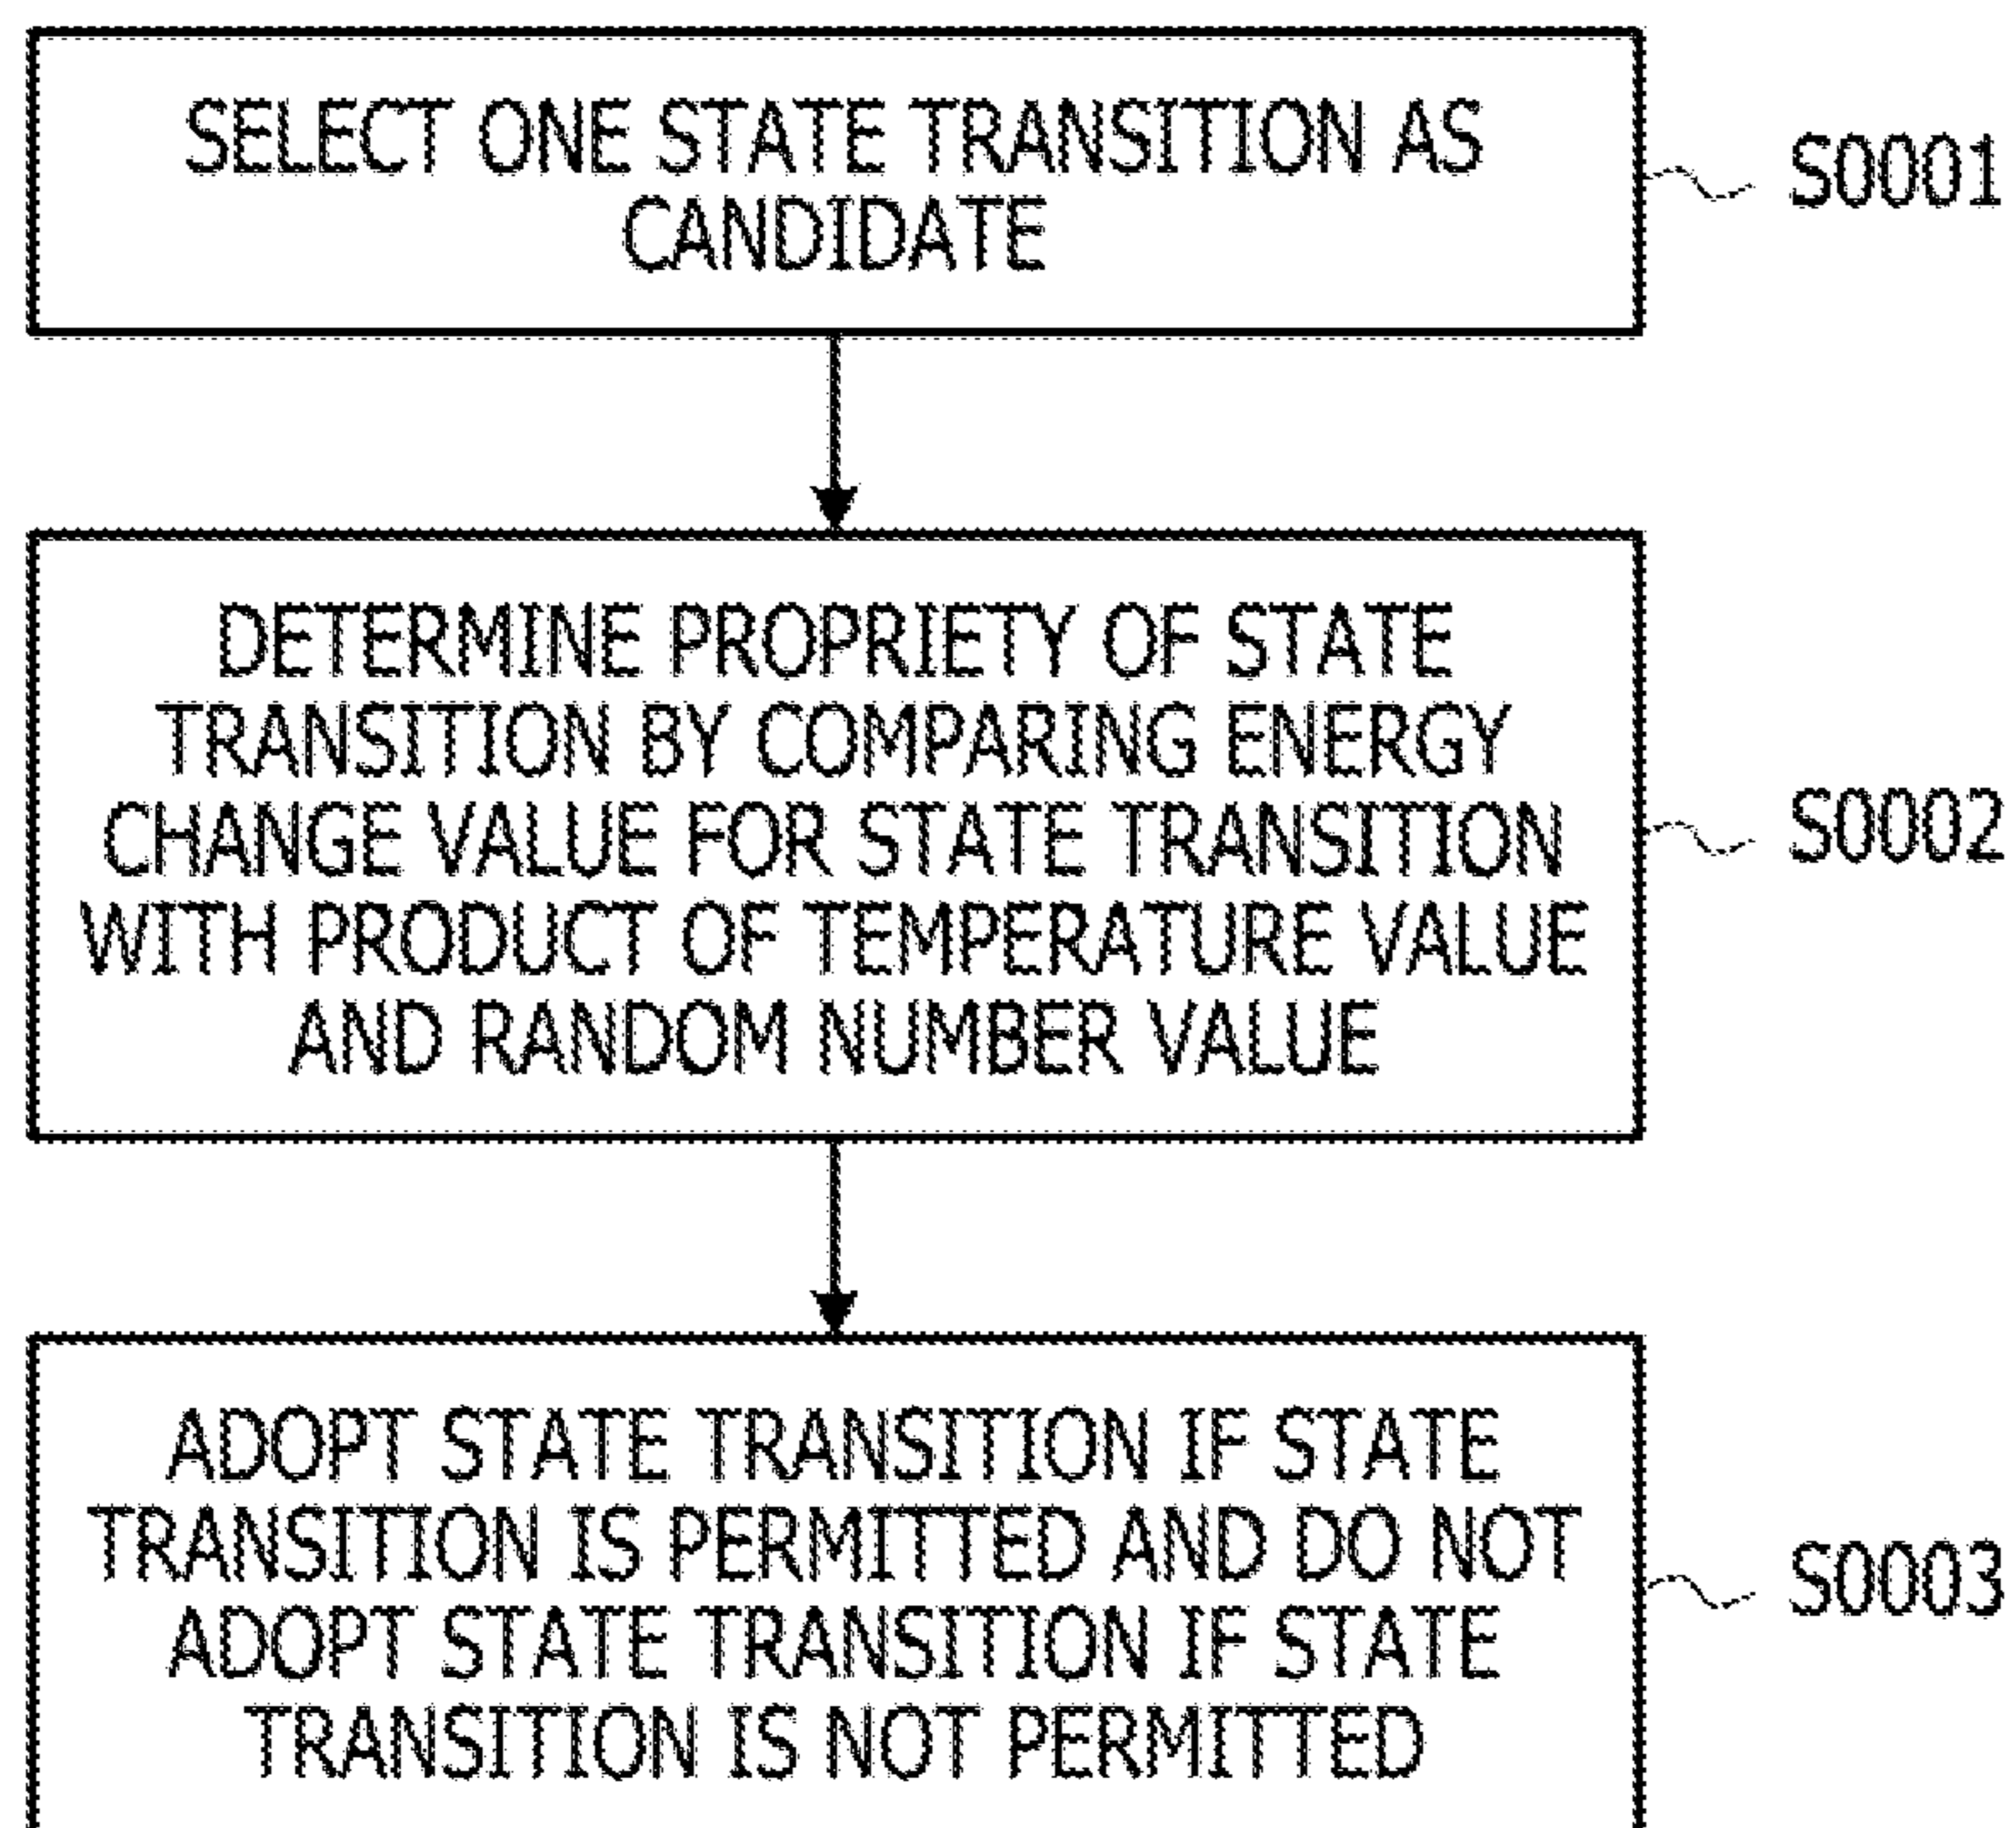 SELECT ONE STATE TRANSITION AS
CANDIDATE
S0001
DETERMINE PROPRIETY OF STATE
TRANSITION BY COMPARING ENERGY
CHANGE VALUE FOR STATE TRANSITION
WITH PRODUCT OF TEMPERATURE VALUE
AND RANDOM NUMBER VALUE
S0002
ADOPT STATE TRANSITION IF STATE
TRANSITION IS PERMITTED AND DO NOT
ADOPT STATE TRANSITION IF STATE
TRANSITION IS NOT PERMITTED
S0003